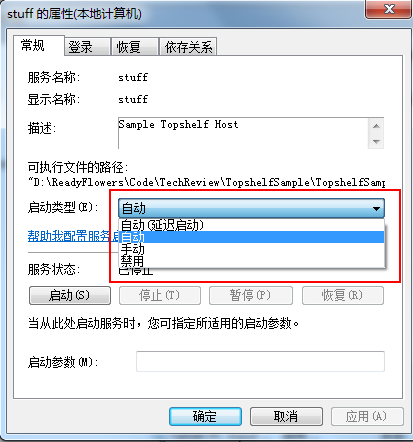 stuff 的属性(本地计算机)
常规 登录 恢复 依存关系
服务名称: stuff
显示名称: stuff
描述: Sample Topshelf Host
可执行文件的路径:
"D:\ReadyFlowers\Code\TechReview\TopshelfSample\TopshelfSamp
启动类型(E): 自动
自动(延迟启动)
帮助我配置服务 自动
手动
禁用
服务状态: 已停止
启动(S) 停止(T) 暂停(P) 恢复(R)
当从此处启动服务时，您可指定所适用的启动参数。
启动参数(M):
确定 取消 应用(A)